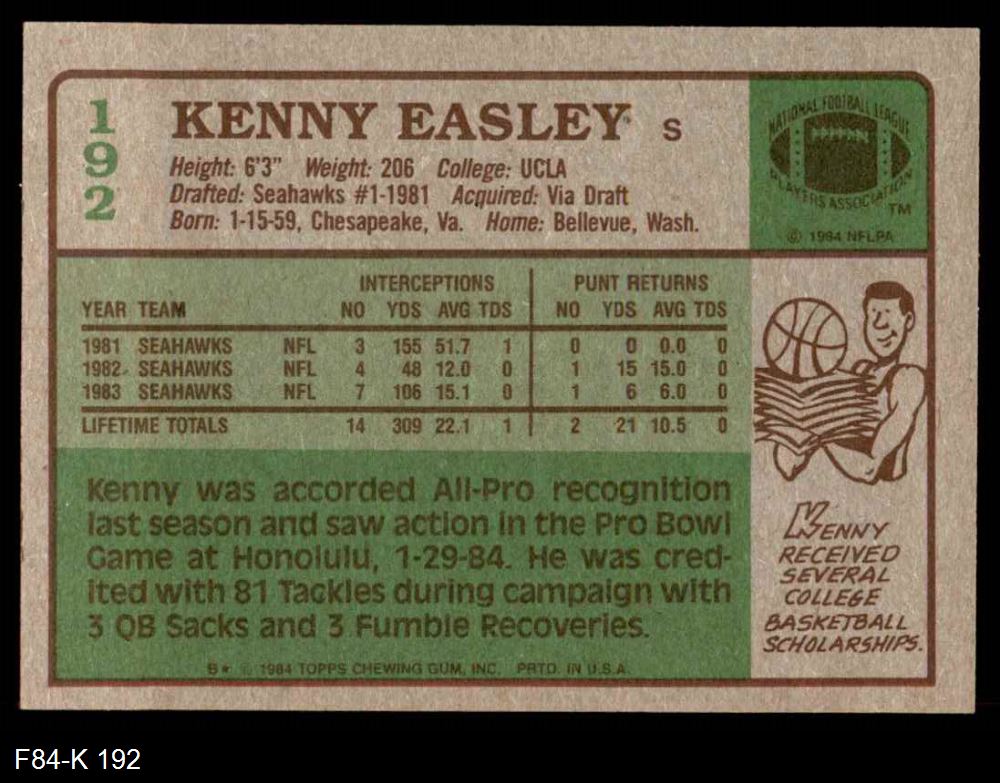 192
KENNY EASLEY S
Height: 6'3" Weight: 206 College: UCLA
Drafted: Seahawks #1-1981 Acquired: Via Draft
Born: 1-15-59, Chesapeake, Va. Home: Bellevue, Wash.
NATIONAL FOOTBALL LEAGUE
PLAYERS ASSOCIATION
TM
© 1984 NFLPA
INTERCEPTIONS PUNT RETURNS
YEAR TEAM NO YDS AVG TDS NO YDS AVG TDS
1981 SEAHAWKS NFL 3 155 51.7 1 0 0 0.0 0
1982 SEAHAWKS NFL 4 48 12.0 0 1 15 15.0 0
1983 SEAHAWKS NFL 7 106 15.1 0 1 6 6.0 0
LIFETIME TOTALS 14 309 22.1 1 2 21 10.5 0
Kenny was accorded All-Pro recognition
last season and saw action in the Pro Bowl
Game at Honolulu, 1-29-84. He was cred-
ited with 81 Tackles during campaign with
3 QB Sacks and 3 Fumble Recoveries.
KENNY
RECEIVED
SEVERAL
COLLEGE
BASKETBALL
SCHOLARSHIPS.
B★ © 1984 TOPPS CHEWING GUM, INC. PRTD. IN U.S.A.
F84-K 192